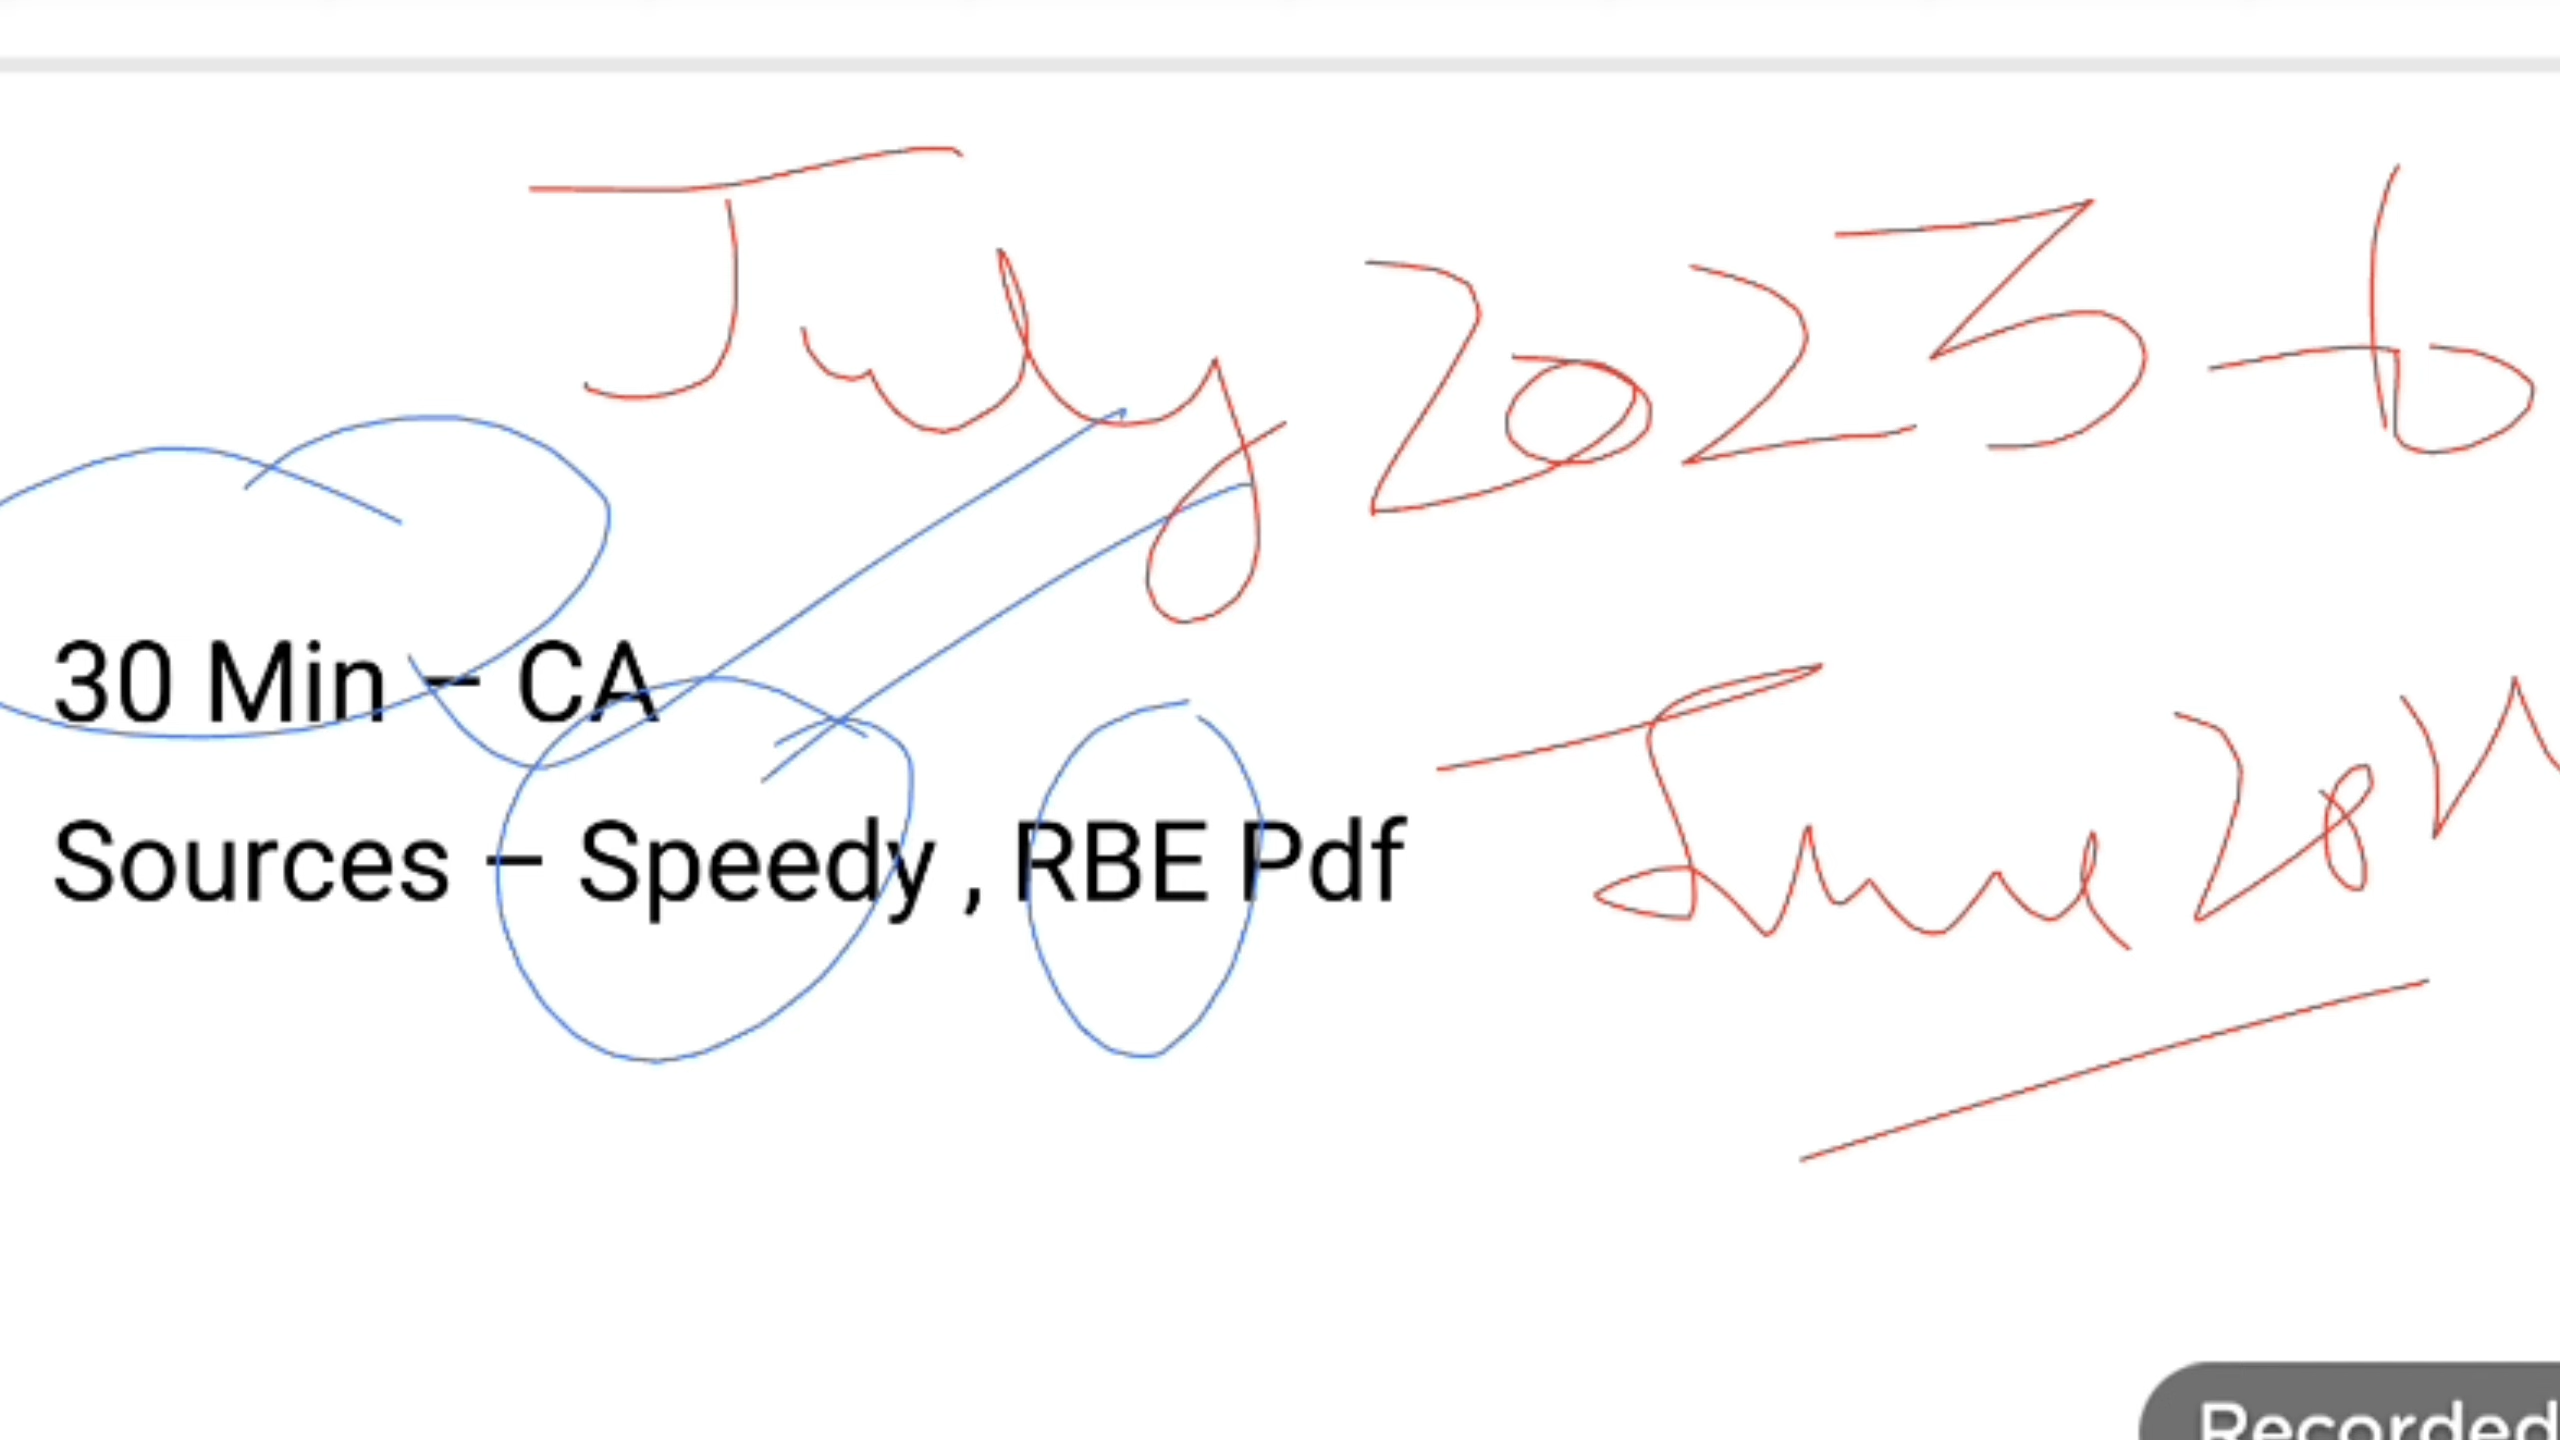 July 2023 - to
30 Min – CA
June 2024
Sources – Speedy , RBE Pdf
Recorded